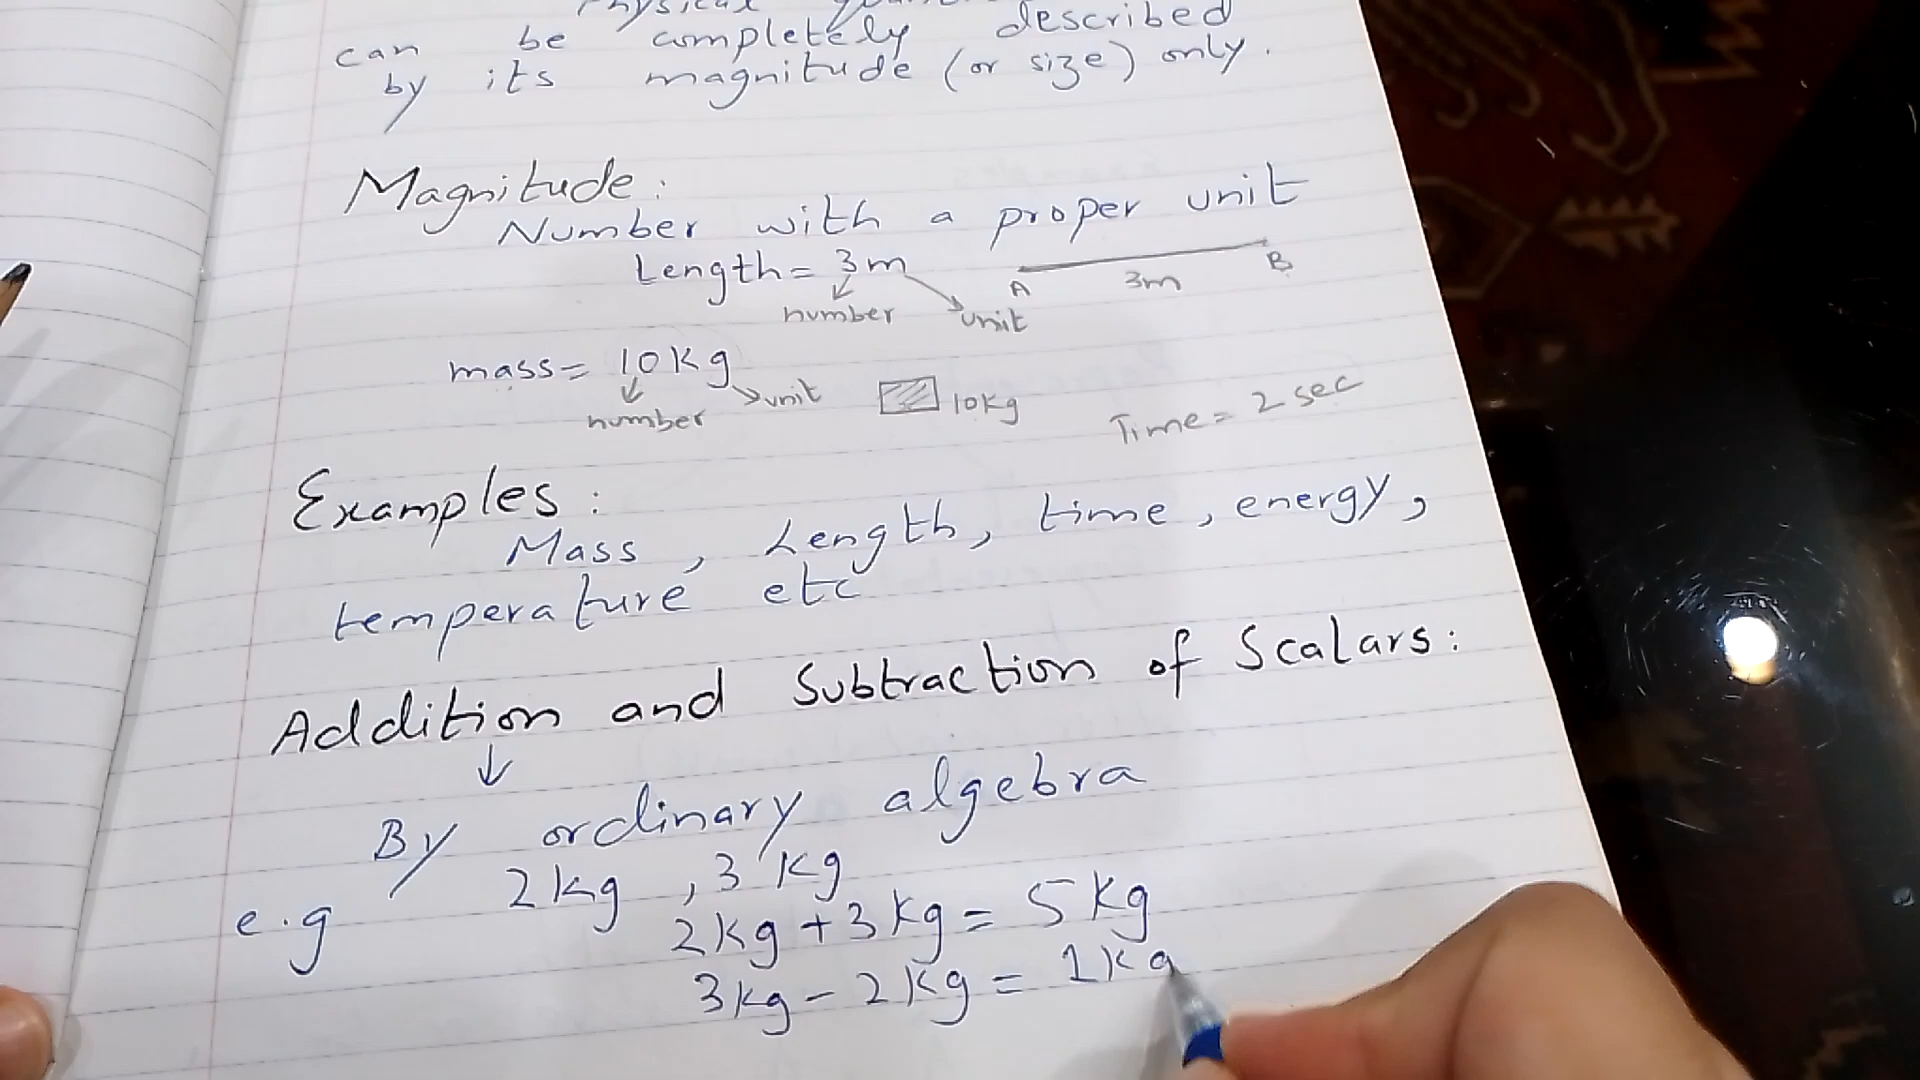 Physical
can be completely described
by its magnitude (or size) only.
Magnitude:
Number with a proper unit
Length = 3m
number unit
A 3m B
mass = 10Kg
number unit
10kg
Time = 2 sec
Examples:
Mass, Length, time, energy,
temperature etc
Addition and Subtraction of Scalars:
↓
By ordinary algebra
e.g 2kg, 3kg
2kg + 3kg = 5kg
3kg - 2kg = 1kg